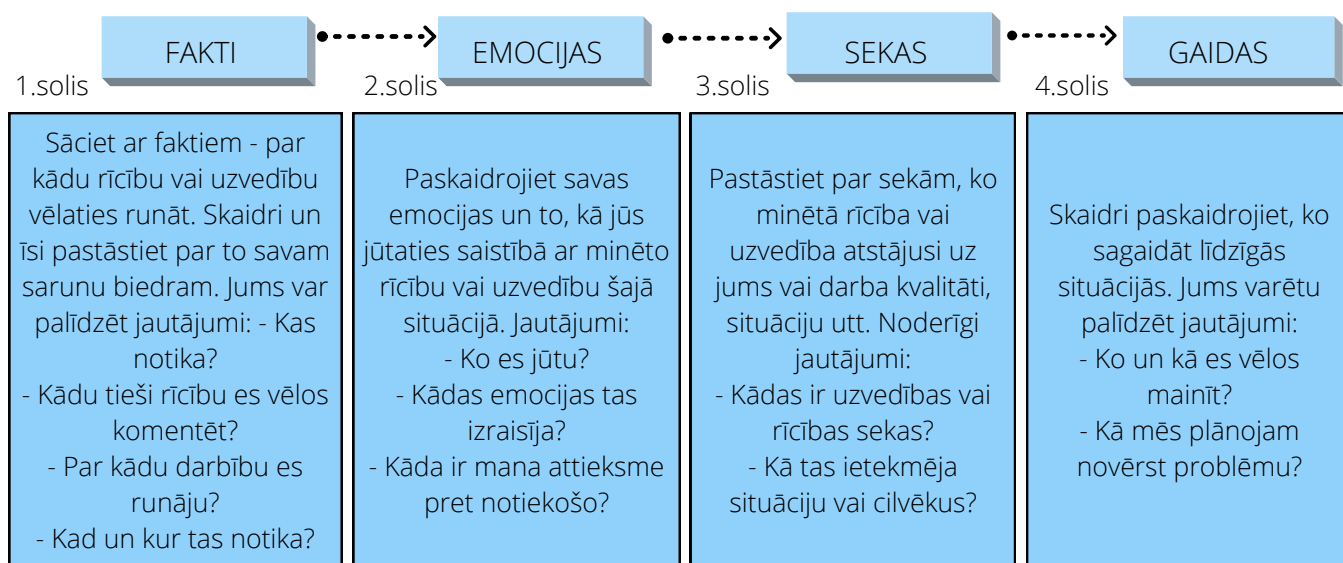 FAKTI
1.solis
Sāciet ar faktiem - par
kādu rīcību vai uzvedību
vēlaties runāt. Skaidri un
īsi pastāstiet par to savam
sarunu biedram. Jums var
palīdzēt jautājumi: - Kas
notika?
- Kādu tieši rīcību es vēlos
komentēt?
- Par kādu darbību es
runāju?
- Kad un kur tas notika?
EMOCIJAS
2.solis
Paskaidrojiet savas
emocijas un to, kā jūs
jūtaties saistībā ar minēto
rīcību vai uzvedību šajā
situācijā. Jautājumi:
- Ko es jūtu?
- Kādas emocijas tas
izraisīja?
- Kāda ir mana attieksme
pret notiekošo?
SEKAS
3.solis
Pastāstiet par sekām, ko
minētā rīcība vai
uzvedība atstājusi uz
jums vai darba kvalitāti,
situāciju utt. Noderīgi
jautājumi:
- Kādas ir uzvedības vai
rīcības sekas?
- Kā tas ietekmēja
situāciju vai cilvēkus?
GAIDAS
4.solis
Skaidri paskaidrojiet, ko
sagaidāt līdzīgās
situācijās. Jums varētu
palīdzēt jautājumi:
- Ko un kā es vēlos
mainīt?
- Kā mēs plānojam
novērst problēmu?